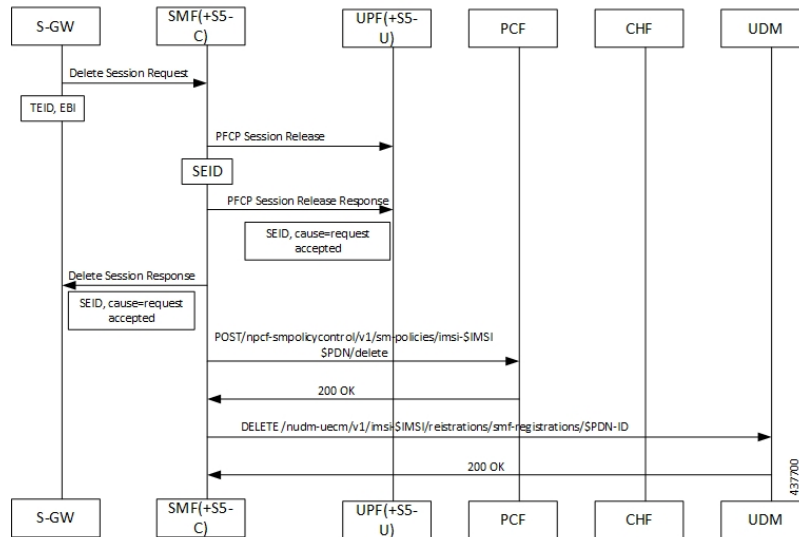 S-GW
SMF(+S5-
C)
UPF(+S5-
U)
PCF
CHF
UDM
Delete Session Request
TEID, EBI
PFCP Session Release
SEID
PFCP Session Release Response
SEID, cause=request
accepted
Delete Session Response
SEID, cause=request
accepted
POST/npcf-smpolicycontrol/v1/sm-policies/imsi-$IMSI
$PDN/delete
200 OK
DELETE /nudm-uecm/v1/imsi-$IMSI/reistrations/smf-registrations/$PDN-ID
200 OK
437700
S-GW
SMF(+S5-
C)
UPF(+S5-
U)
PCF
CHF
UDM